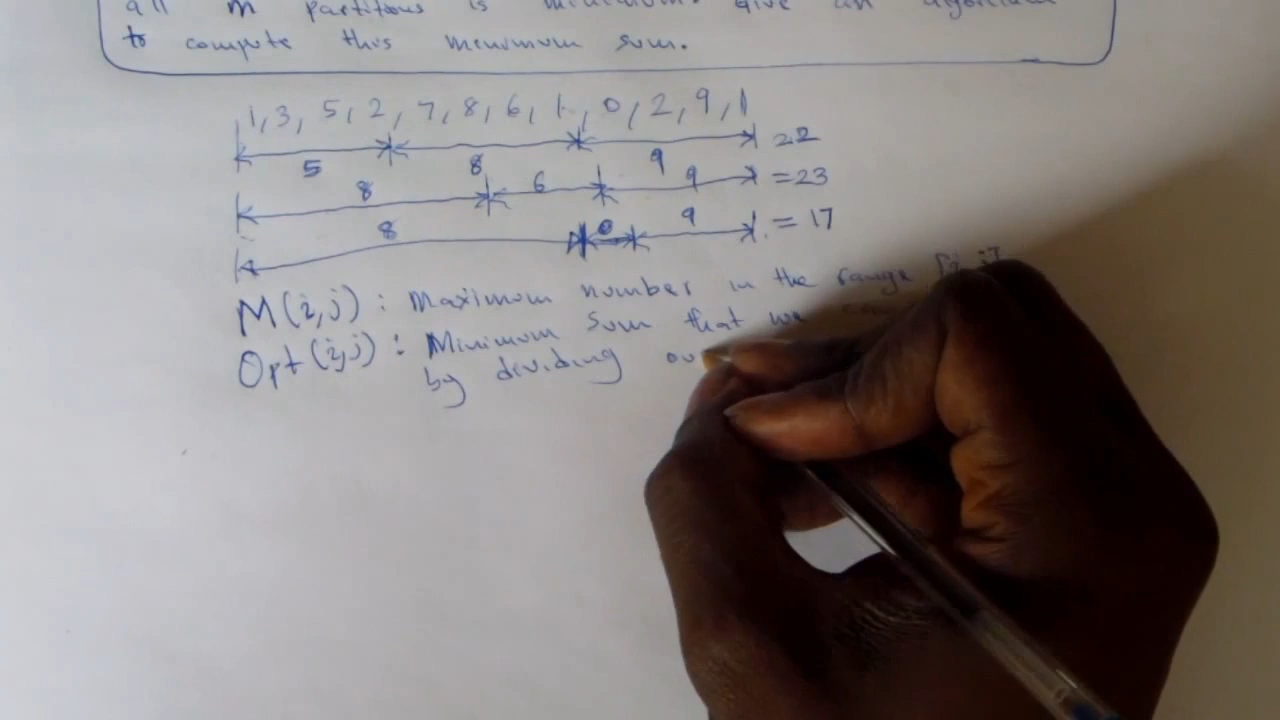 all m partitions is minimum. Give an algorithm
to compute this minimum sum.
1, 3, 5, 2, 7, 8, 6, 1, 0, 2, 9, 1
5 8 9 22
8 6 9 =23
8 0 9 = 17
M(i,j) : Maximum number in the range [i, j]
Opt(i,j) : Minimum sum that we
by dividing